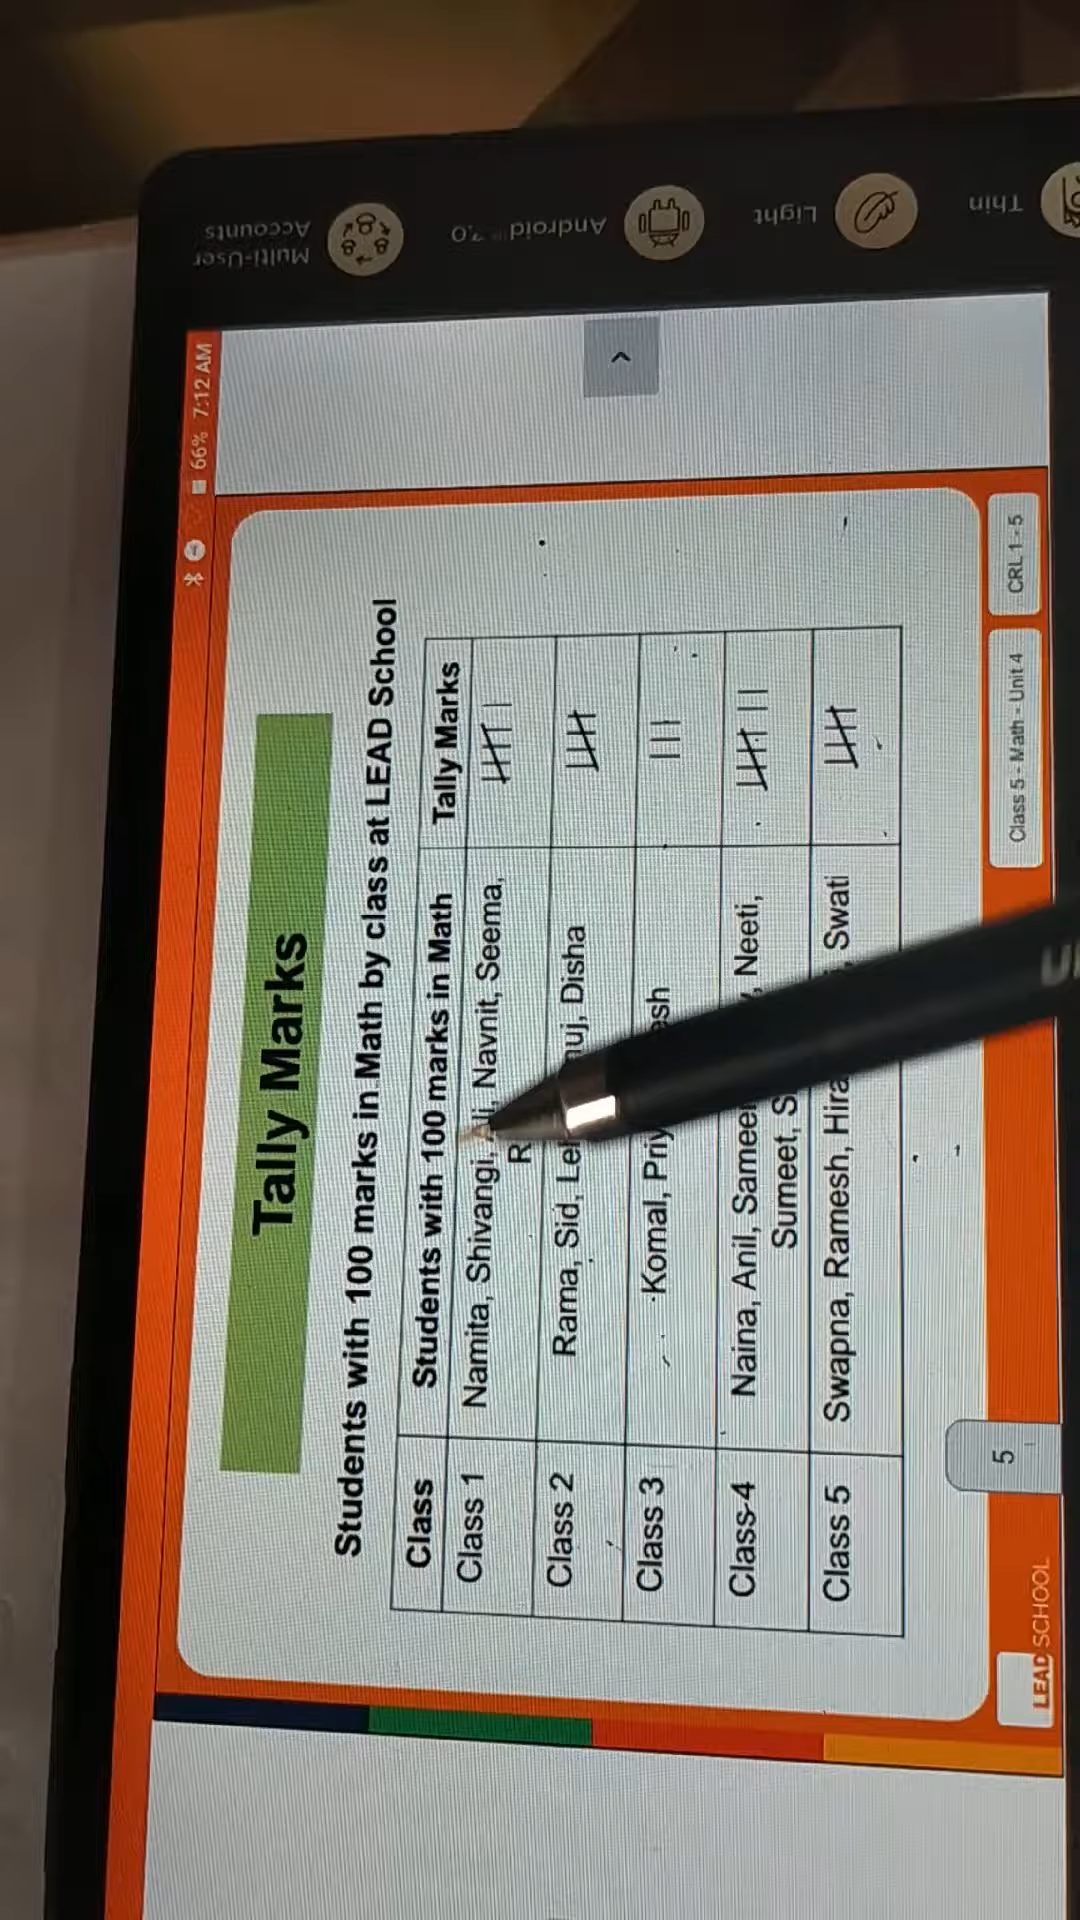 Multi-User
Accounts
Android™ 7.0
Light
Thin
66% 7:12 AM
Tally Marks
Students with 100 marks in Math by class at LEAD School
Class Students with 100 marks in Math Tally Marks
Class 1 Namita, Shivangi, Navnit, Seema,
Class 2 Rama, Sid, Disha
Class 3 Komal,
Class 4 Naina, Anil, Neeti,
Sumeet,
Class 5 Swapna, Ramesh, Swati
5
LEAD SCHOOL
Class 5 - Math - Unit 4
CRL 1 - 5